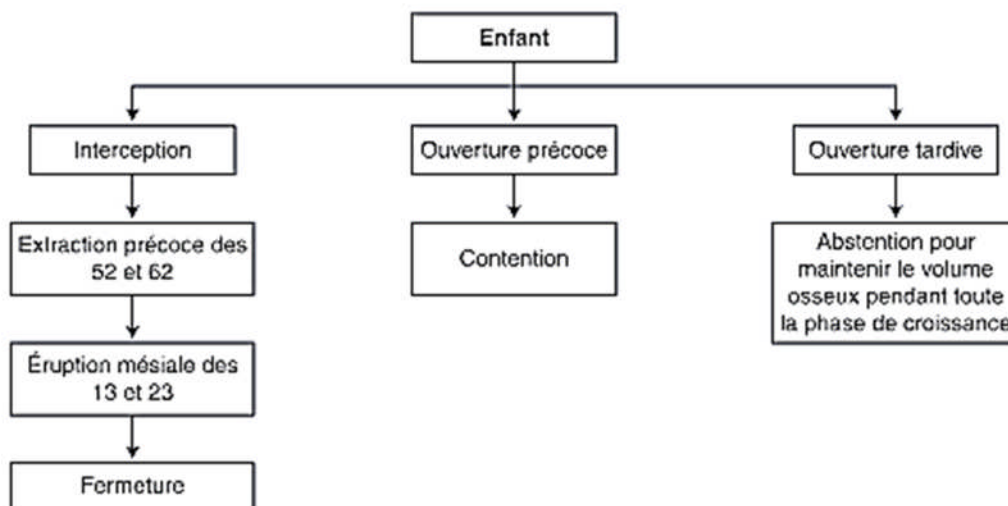 Enfant
Interception
Ouverture précoce
Ouverture tardive
Extraction précoce des
52 et 62
Contention
Abstention pour
maintenir le volume
osseux pendant toute
la phase de croissance
Éruption mésiale des
13 et 23
Fermeture